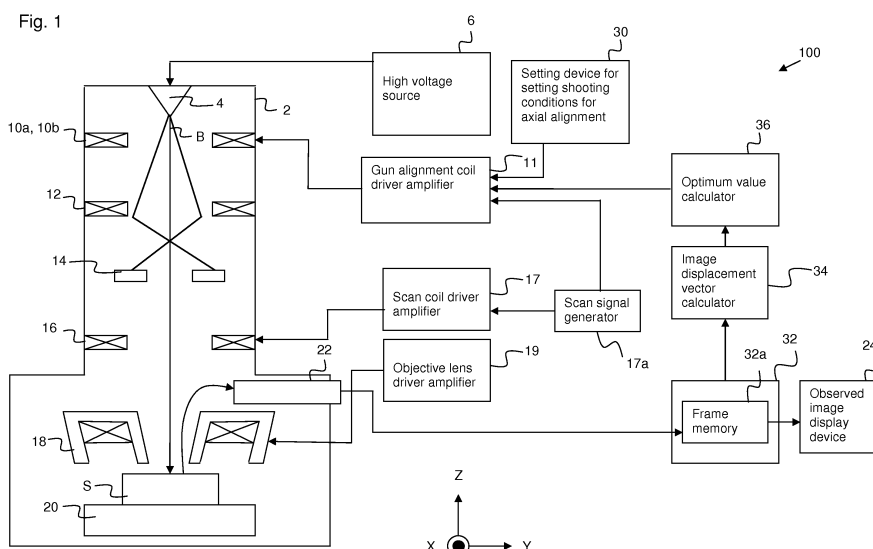 Fig. 1
6
30
100
High voltage
source
Setting device for
setting shooting
conditions for
axial alignment
4
2
10a, 10b
B
36
11
Gun alignment coil
driver amplifier
Optimum value
calculator
12
14
Image
displacement
vector
calculator
34
17
Scan coil driver
amplifier
Scan signal
generator
16
17a
22
19
Objective lens
driver amplifier
32a
32
24
Frame
memory
Observed
image
display
device
18
S
20
Z
X
Y